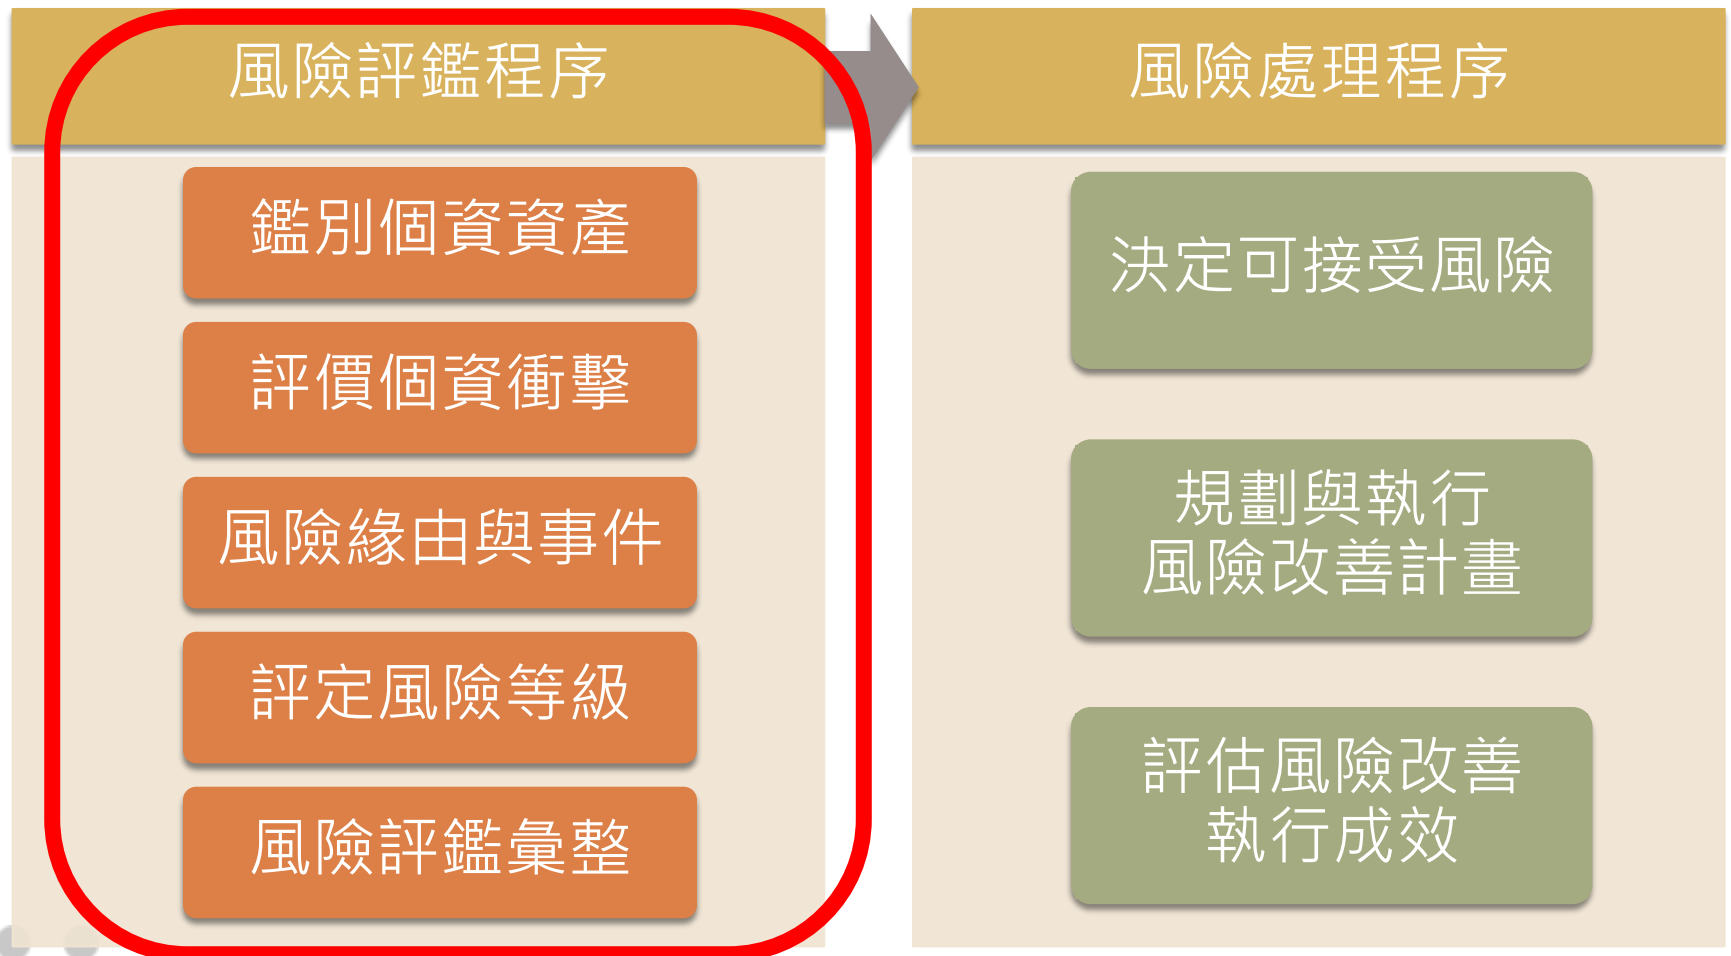 風險評鑑程序
鑑別個資資產
評價個資衝擊
風險緣由與事件
評定風險等級
風險評鑑彙整
風險處理程序
決定可接受風險
規劃與執行
風險改善計畫
評估風險改善
執行成效